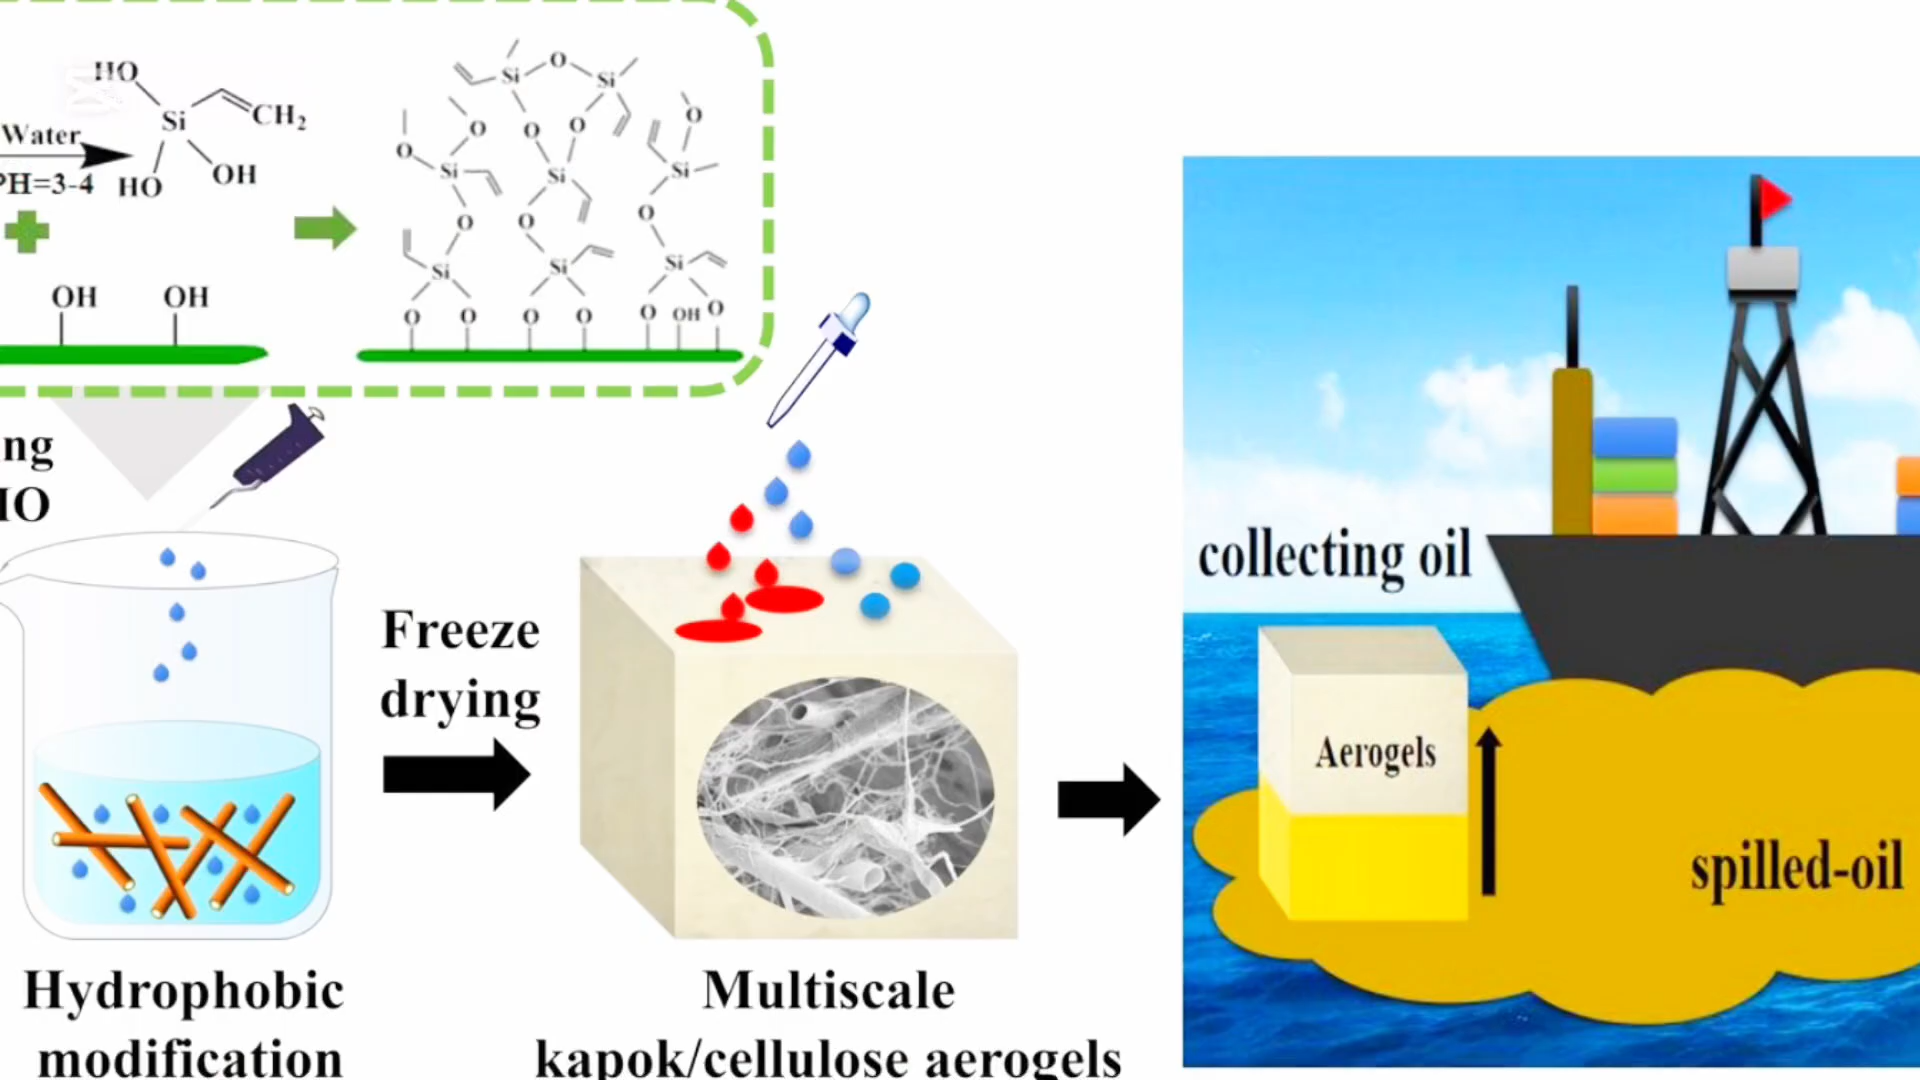 HO
Si
CH₂
Water
PH=3-4
HO
OH
OH
OH
O
Si
Si
O
O
O
O
O
Si
Si
Si
O
O
O
Si
Si
Si
O
O
O
O
O
OH
O
ng
Freeze
drying
Hydrophobic
modification
Multiscale
kapok/cellulose aerogels
collecting oil
Aerogels
spilled-oil